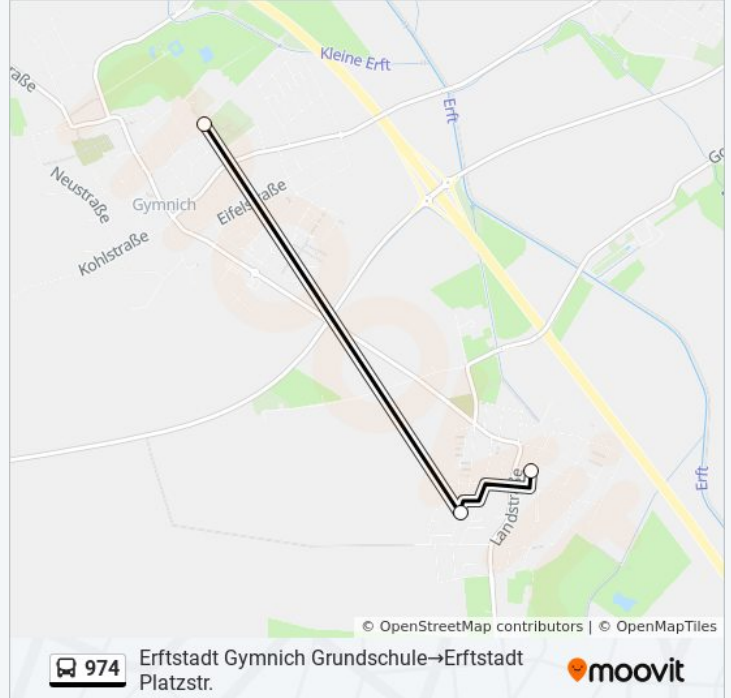 Kleine Erft
raße
Erft
Go
Neustraße
Gymnich
Eifelstraße
Kohlstraße
Landstraße
Erft
© OpenStreetMap contributors | © OpenMapTiles
974
Erftstadt Gymnich Grundschule→Erftstadt
Platzstr.
moovit